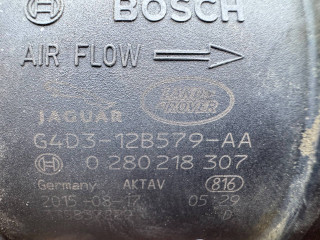 BOSCH
AIR FLOW
JAGUAR
LAND-
ROVER
G4D3-12B579-AA
0 280 218 307
Germany AKTAV 816
2015-08-17 05:29